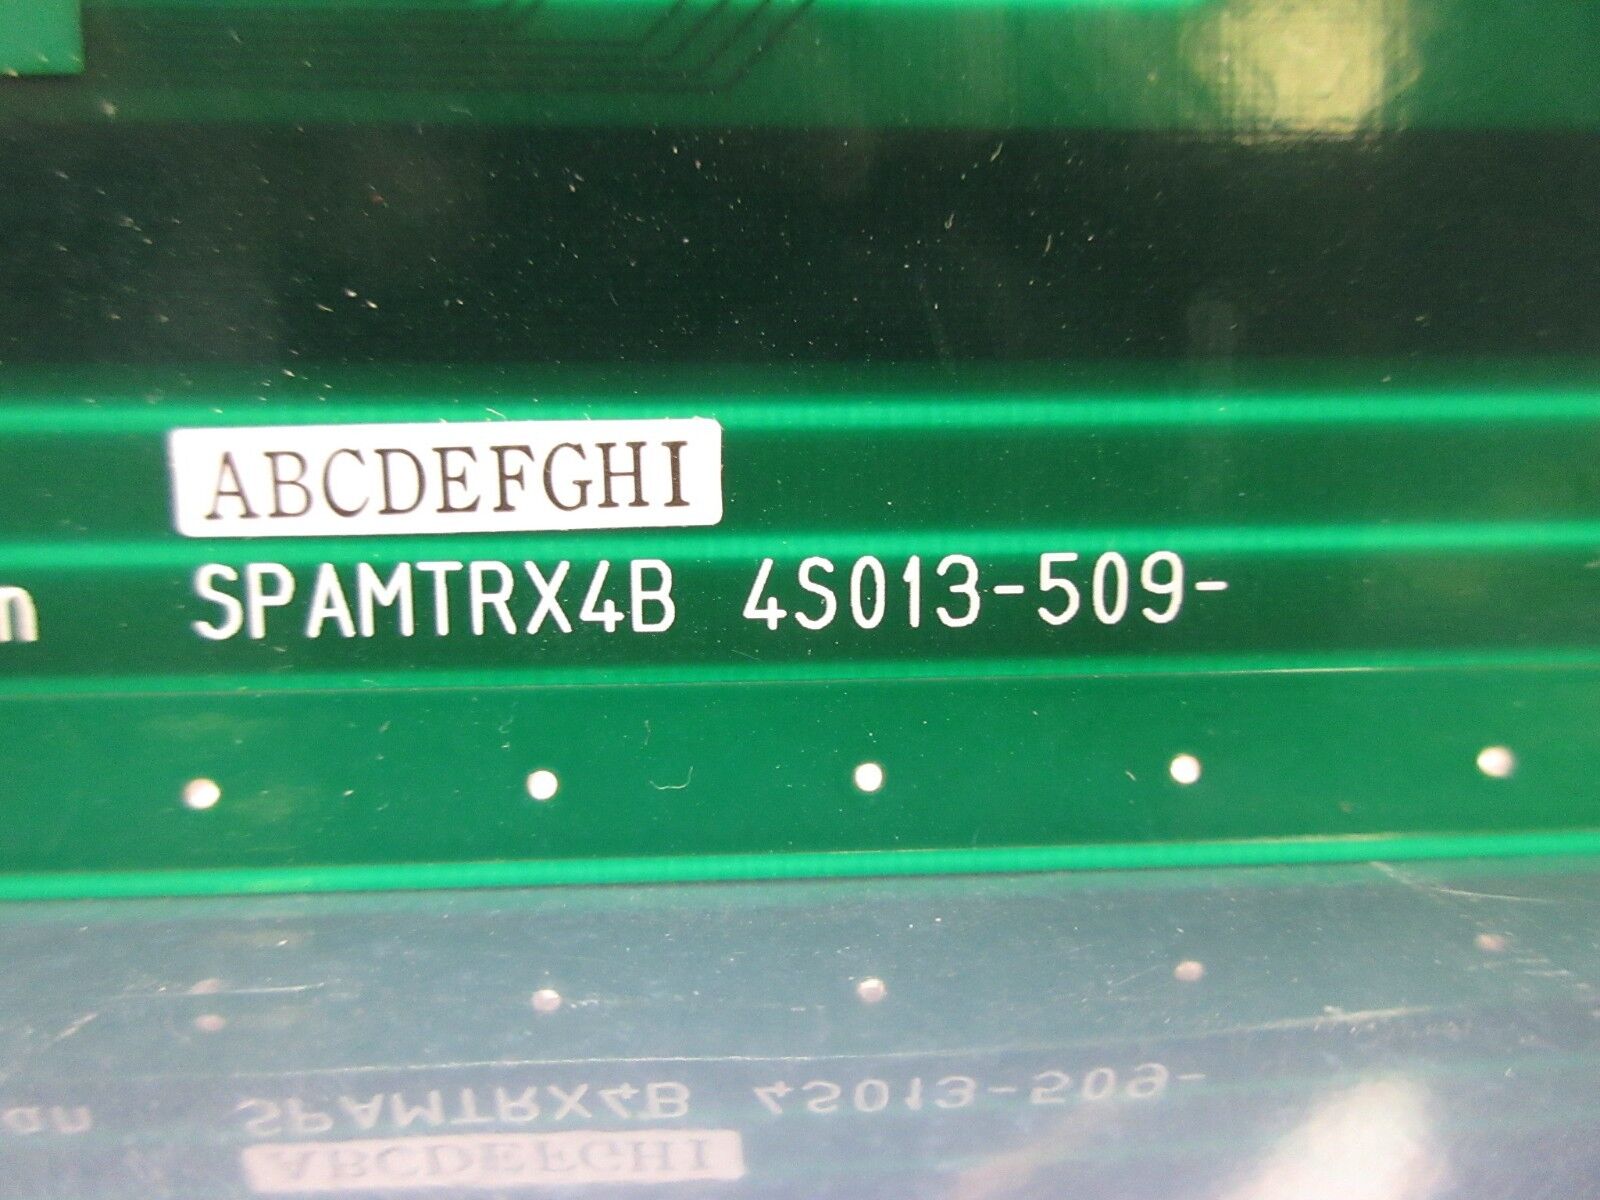 ABCDEFGHI
SPAMTRX4B 4S013-509-